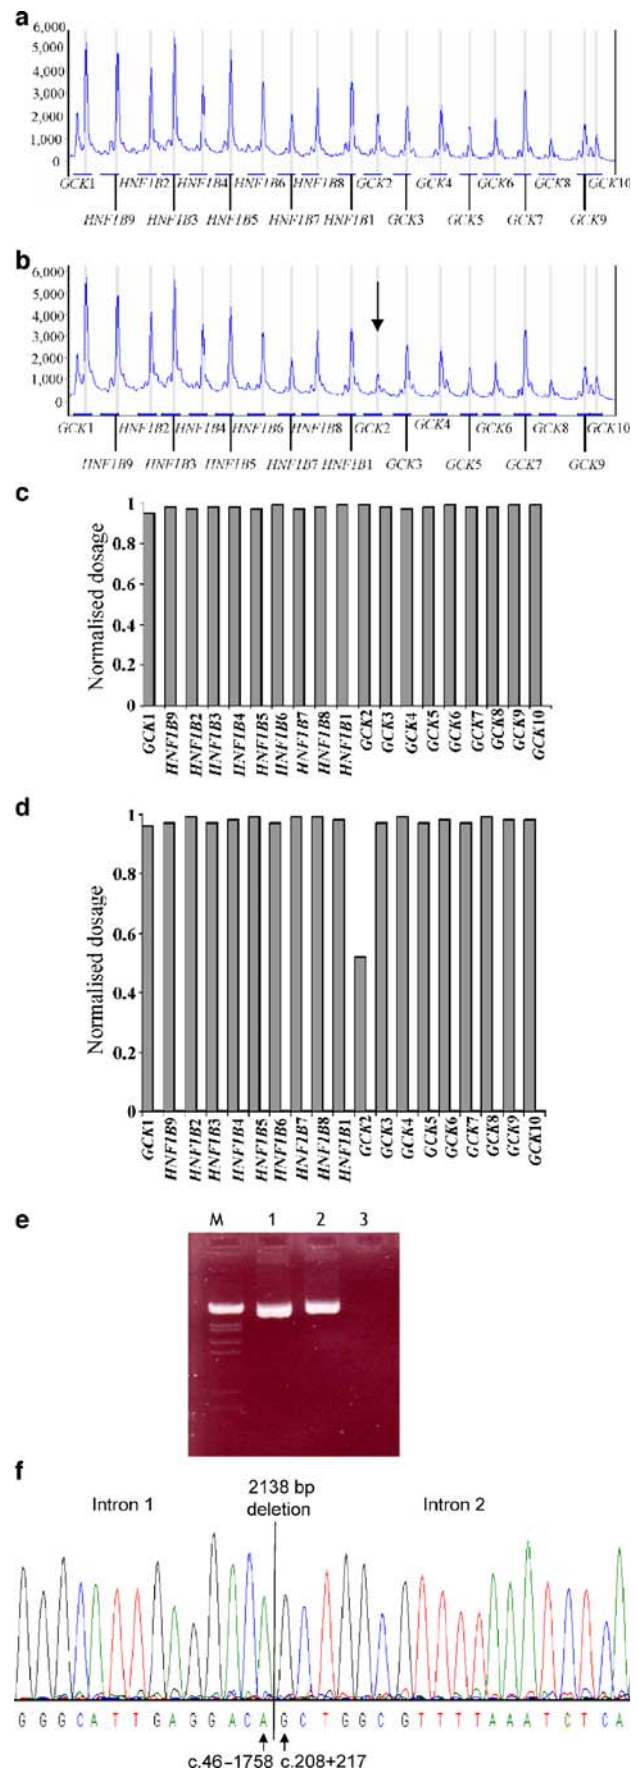 a
6,000
5,000
4,000
3,000
2,000
1,000
0
GCK1 HNF1B2 HNF1B4 HNF1B6 HNF1B8 GCK2 GCK4 GCK6 GCK8 GCK10
HNF1B9 HNF1B3 HNF1B5 HNF1B7 HNF1B1 GCK3 GCK5 GCK7 GCK9
b
6,000
5,000
4,000
3,000
2,000
1,000
0
GCK1 HNF1B2 HNF1B4 HNF1B6 HNF1B8 GCK2 GCK4 GCK6 GCK8 GCK10
HNF1B9 HNF1B3 HNF1B5 HNF1B7 HNF1B1 GCK3 GCK5 GCK7 GCK9
c
Normalised dosage
1
0.8
0.6
0.4
0.2
0
GCK1 HNF1B9 HNF1B2 HNF1B3 HNF1B4 HNF1B5 HNF1B6 HNF1B7 HNF1B8 HNF1B1 GCK2 GCK3 GCK4 GCK5 GCK6 GCK7 GCK8 GCK9 GCK10
d
Normalised dosage
1
0.8
0.6
0.4
0.2
0
GCK1 HNF1B9 HNF1B2 HNF1B3 HNF1B4 HNF1B5 HNF1B6 HNF1B7 HNF1B8 HNF1B1 GCK2 GCK3 GCK4 GCK5 GCK6 GCK7 GCK8 GCK9 GCK10
e
M 1 2 3
f
2138 bp
Intron 1 deletion Intron 2
G G G C A T T G A G G A C A G C T G G C G T T T T A A A T C T C A
c.46–1758 c.208+217